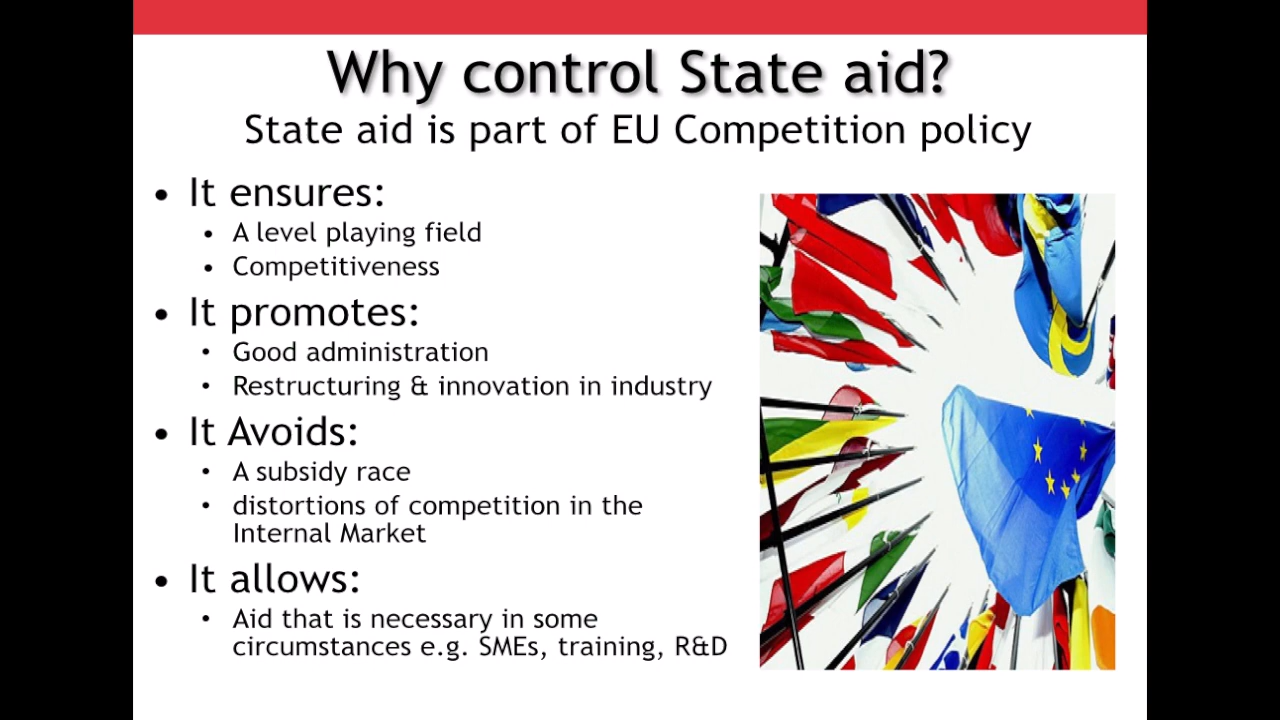 Why control State aid?
State aid is part of EU Competition policy
• It ensures:
• A level playing field
• Competitiveness
• It promotes:
• Good administration
• Restructuring & innovation in industry
• It Avoids:
• A subsidy race
• distortions of competition in the
Internal Market
• It allows:
• Aid that is necessary in some
circumstances e.g. SMEs, training, R&D